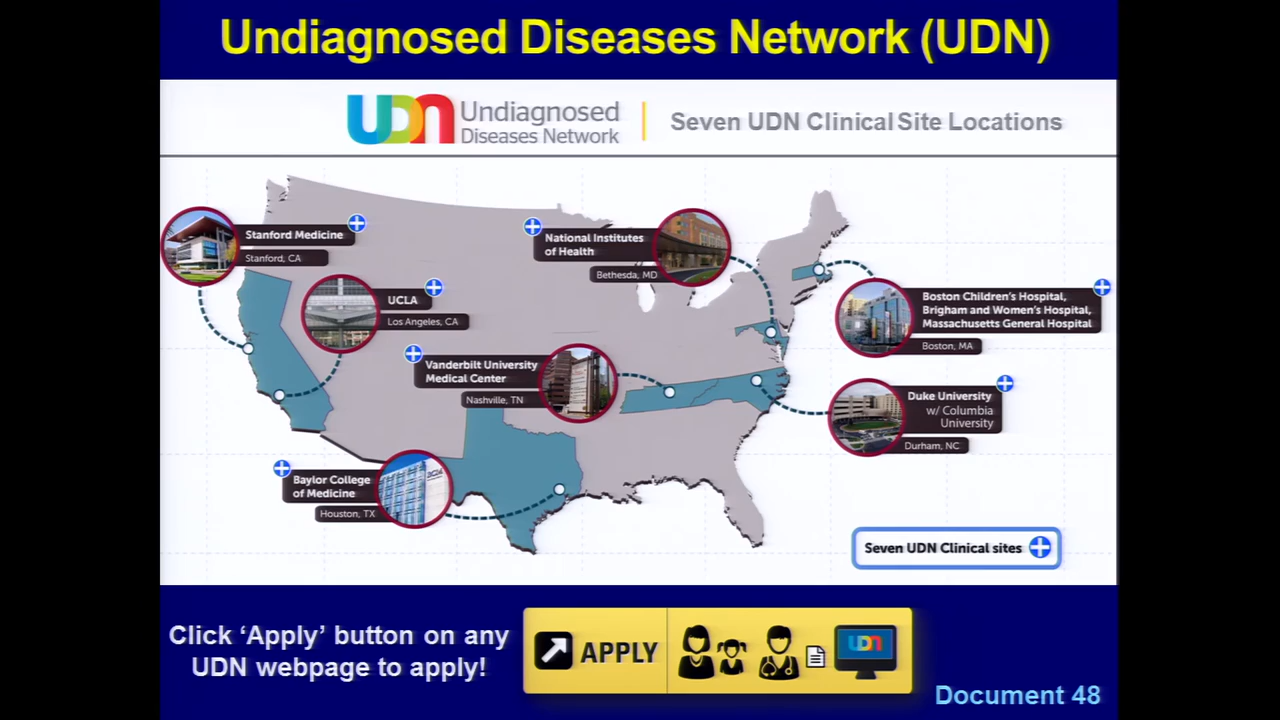 Undiagnosed Diseases Network (UDN)
UDN Undiagnosed
Diseases Network
Seven UDN Clinical Site Locations
Stanford Medicine
Stanford, CA
National Institutes
of Health
Bethesda, MD
UCLA
Los Angeles, CA
Boston Children's Hospital,
Brigham and Women's Hospital,
Massachusetts General Hospital
Boston, MA
Vanderbilt University
Medical Center
Nashville, TN
Duke University
w/ Columbia
University
Durham, NC
Baylor College
of Medicine
Houston, TX
Seven UDN Clinical sites
Click ‘Apply’ button on any
UDN webpage to apply!
APPLY
UDN
Document 48